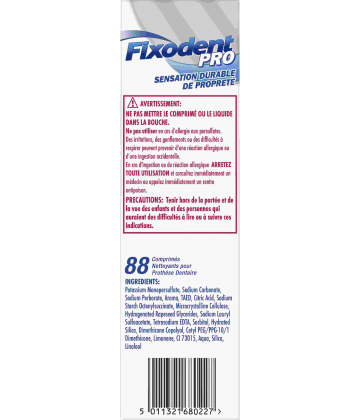 Fixodent
PRO
SENSATION DURABLE
DE PROPRETÉ
AVERTISSEMENT:
NE PAS METTRE LE COMPRIMÉ OU LE LIQUIDE
DANS LA BOUCHE.
Ne pas utiliser en cas d'allergie aux persulfates.
Des irritations, des gonflements ou des difficultés à
respirer peuvent prevenir d'une réaction allergique ou
d'une ingestion accidentelle.
En cas d'ingestion ou de réaction allergique ARRETEZ
TOUTE UTILISATION et consultez immédiatement un
médecin ou appelez immédiatement un centre
antipoison.
PRECAUTIONS: Tenir hors de la portée et de
la vue des enfants et des personnes qui
auraient des difficultés à lire ou à suivre ces
indications.
88 Comprimés
Nettoyants pour
Prothèse Dentaire
INGREDIENTS:
Potassium Monopersulfate, Sodium Carbonate,
Sodium Perborate, Aroma, TAED, Citric Acid, Sodium
Starch Octenylsuccinate, Microcrystalline Cellulose,
Hydrogenated Rapeseed Glycerides, Sodium Lauryl
Sulfoacetate, Tetrasodium EDTA, Sorbitol, Hydrated
Silica, Dimethicone Copolyol, Cetyl PEG/PPG-10/1
Dimethicone, Limonene, CI 73015, Aqua, Silica,
Linalool
5 011321 680227 >